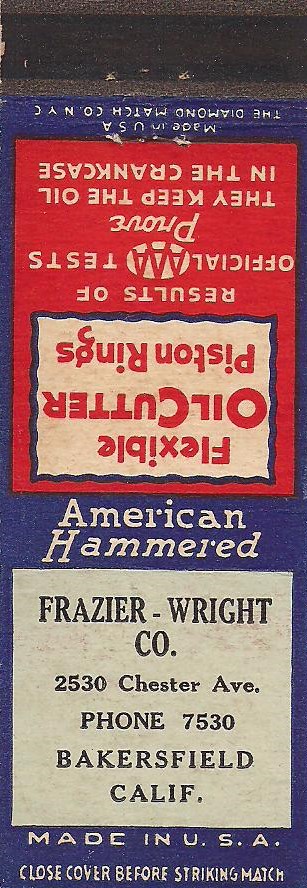 THE DIAMOND MATCH CO. N Y C
Made in U S A
Flexible
OILCUTTER
Piston Rings
RESULTS OF
OFFICIAL AAA TESTS
Prove
THEY KEEP THE OIL
IN THE CRANKCASE
American
Hammered
FRAZIER - WRIGHT
CO.
2530 Chester Ave.
PHONE 7530
BAKERSFIELD
CALIF.
MADE IN U. S. A.
CLOSE COVER BEFORE STRIKING MATCH